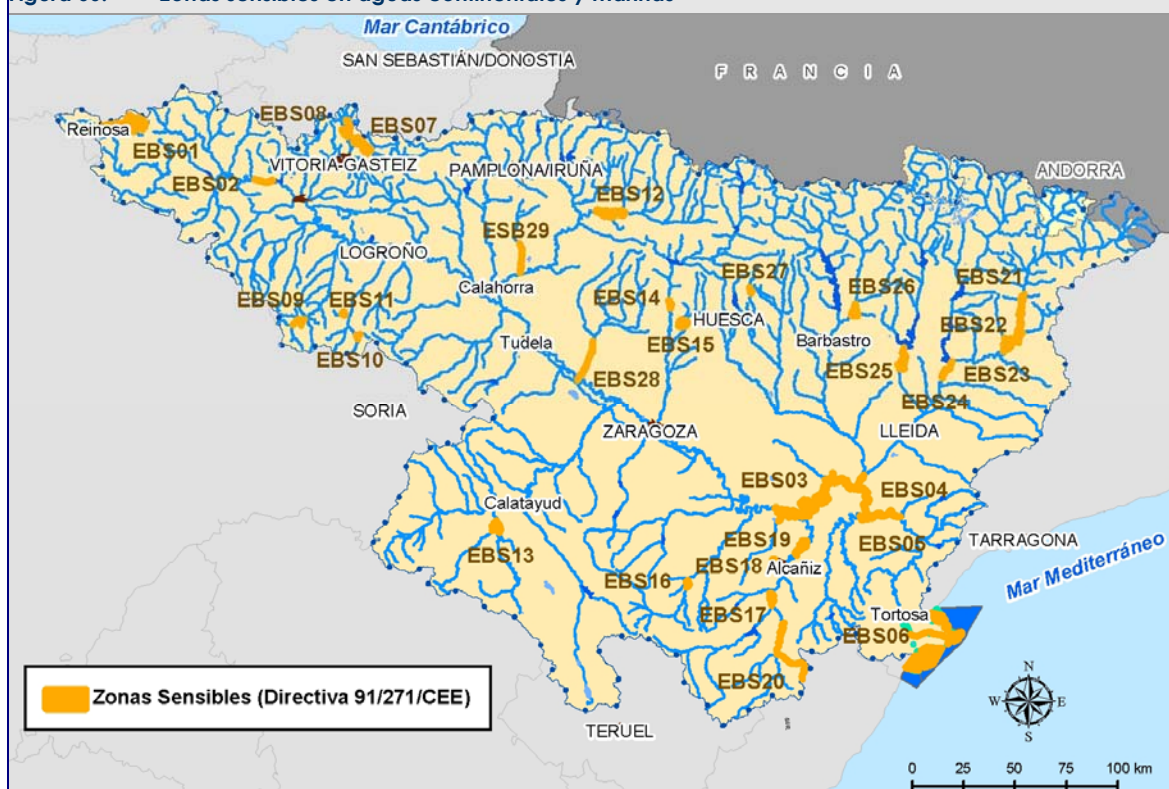 Zonas sensibles en aguas continentales y marinas
Mar Cantábrico
SAN SEBASTIÁN/DONOSTIA
F R A N C I A
EBS08
EBS07
Reinosa
EBS01
VITORIA-GASTEIZ
PAMPLONA/IRUÑA
ANDORRA
EBS02
EBS12
ESB29
LOGROÑO
Calahorra
EBS27
EBS26
EBS21
EBS09
EBS11
EBS14
HUESCA
EBS22
EBS10
Tudela
EBS15
Barbastro
EBS28
EBS25
EBS23
EBS24
SORIA
ZARAGOZA
LLEIDA
EBS03
EBS04
Calatayud
EBS13
EBS19
EBS05
TARRAGONA
EBS18
Alcañiz
EBS16
Mar Mediterráneo
EBS17
Tortosa
EBS06
EBS20
Zonas Sensibles (Directiva 91/271/CEE)
TERUEL
N
W
E
S
0 25 50 75 100 km